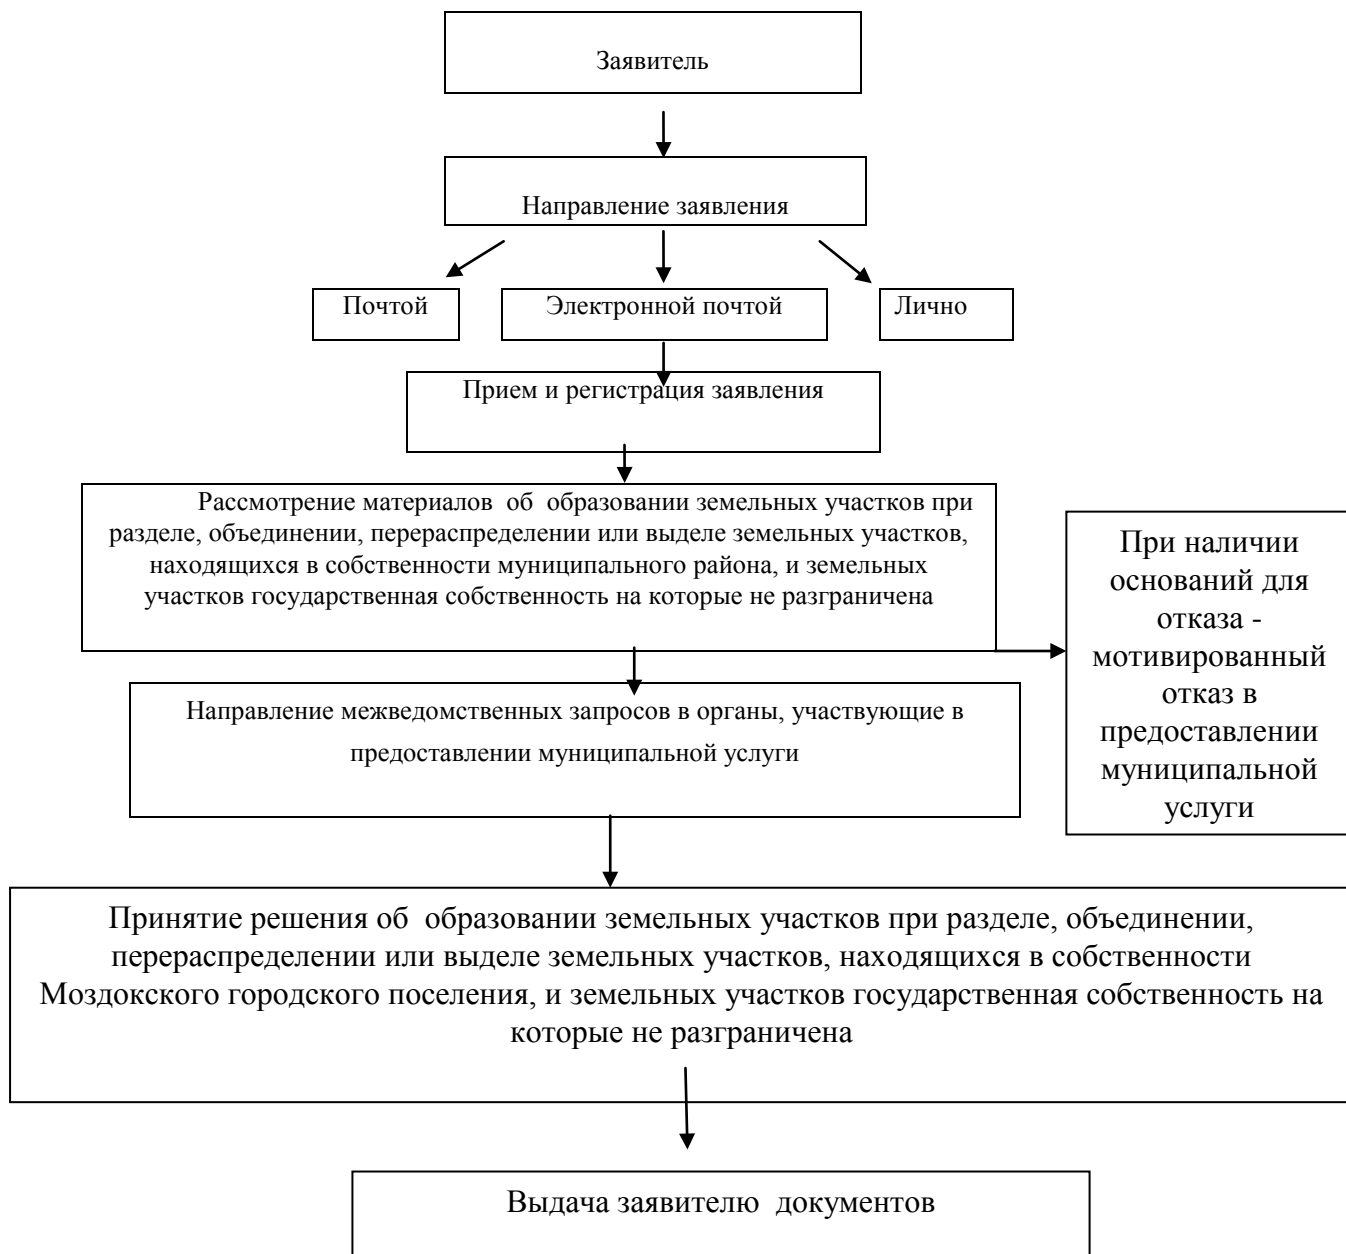 Заявитель
Направление заявления
Почтой
Электронной почтой
Лично
Прием и регистрация заявления
Рассмотрение материалов об образовании земельных участков при
разделе, объединении, перераспределении или выделе земельных участков,
находящихся в собственности муниципального района, и земельных
участков государственная собственность на которые не разграничена
При наличии
оснований для
отказа -
мотивированный
отказ в
предоставлении
муниципальной
услуги
Направление межведомственных запросов в органы, участвующие в
предоставлении муниципальной услуги
Принятие решения об образовании земельных участков при разделе, объединении,
перераспределении или выделе земельных участков, находящихся в собственности
Моздокского городского поселения, и земельных участков государственная собственность на
которые не разграничена
Выдача заявителю документов